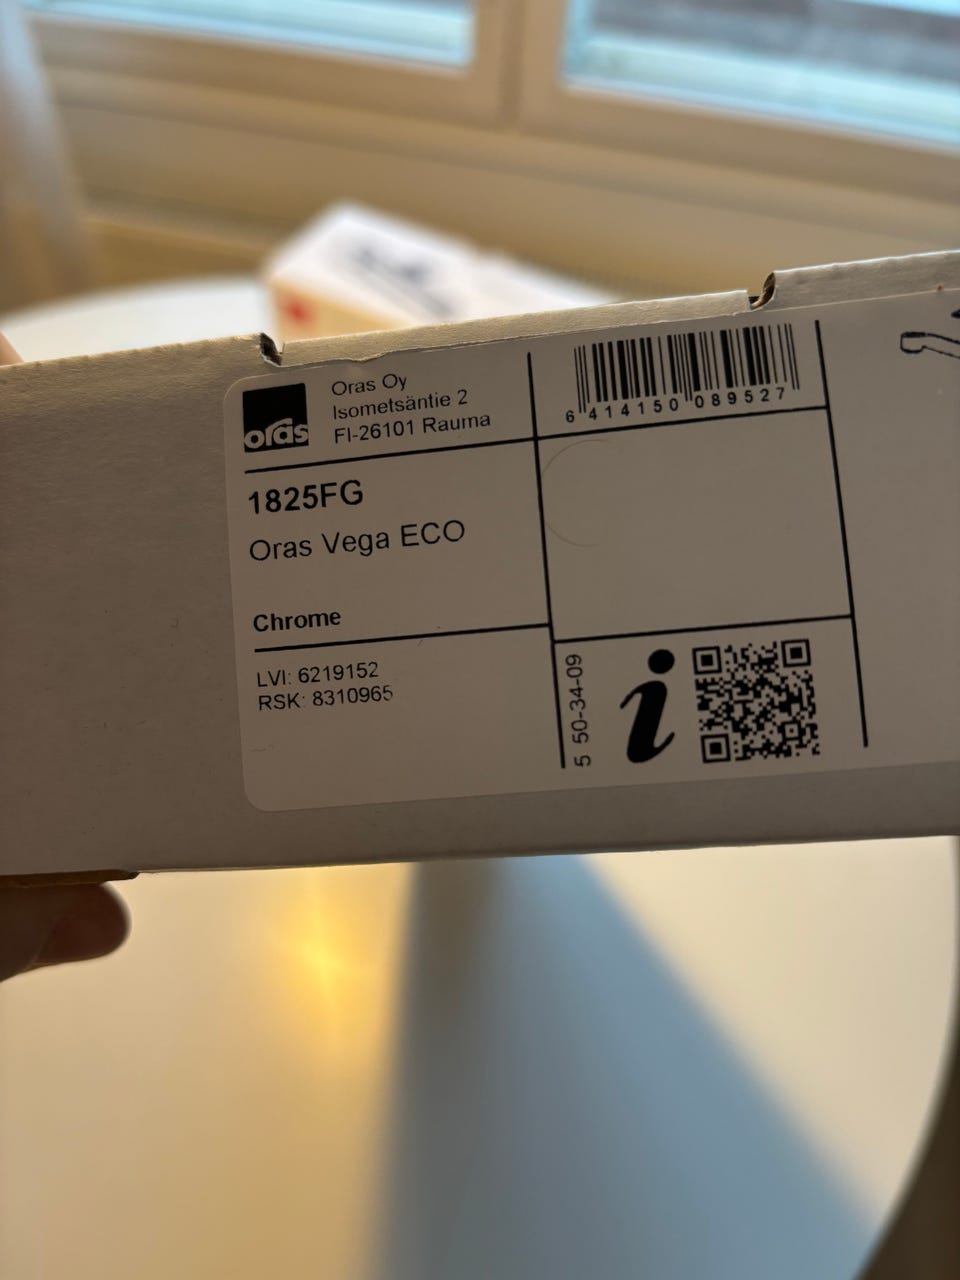 oras
Oras Oy
Isometsäntie 2
FI-26101 Rauma
6 414150 089527
1825FG
Oras Vega ECO
Chrome
LVI: 6219152
RSK: 8310965
5 50-34-09
i